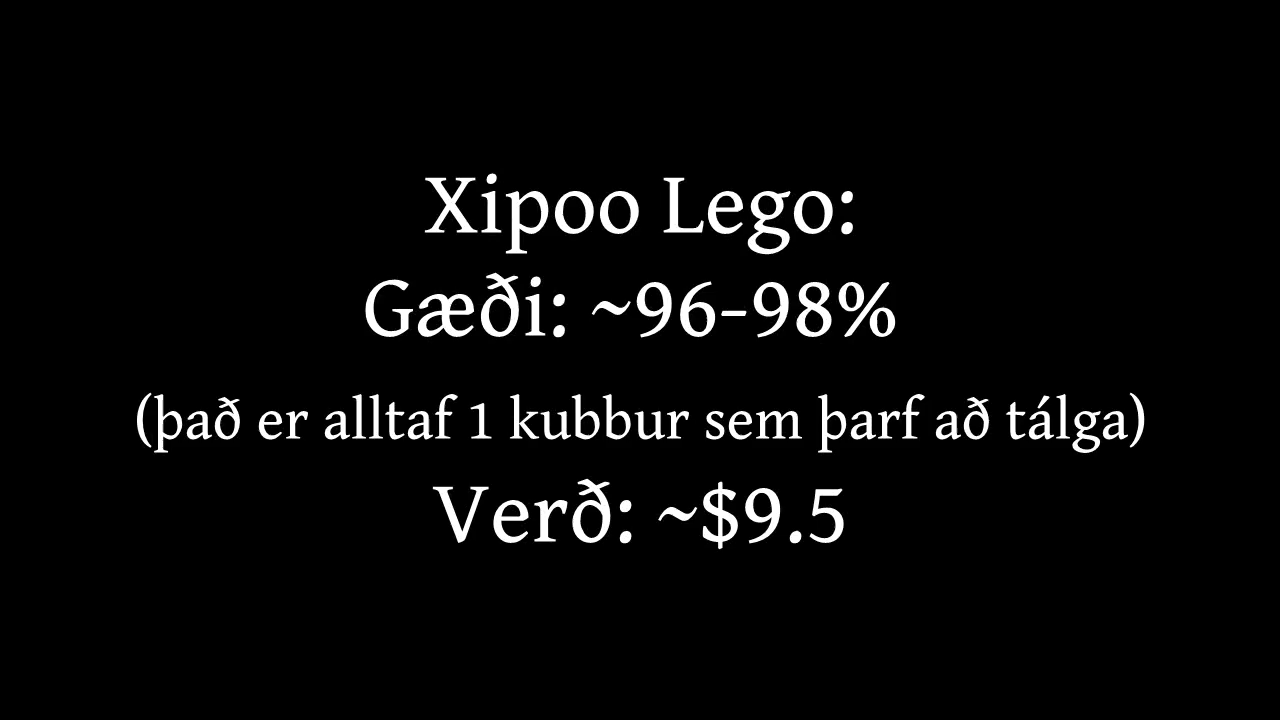 Xipoo Lego:
Gæði: ~96-98%
(það er alltaf 1 kubbur sem þarf að tálga)
Verð: ~$9.5